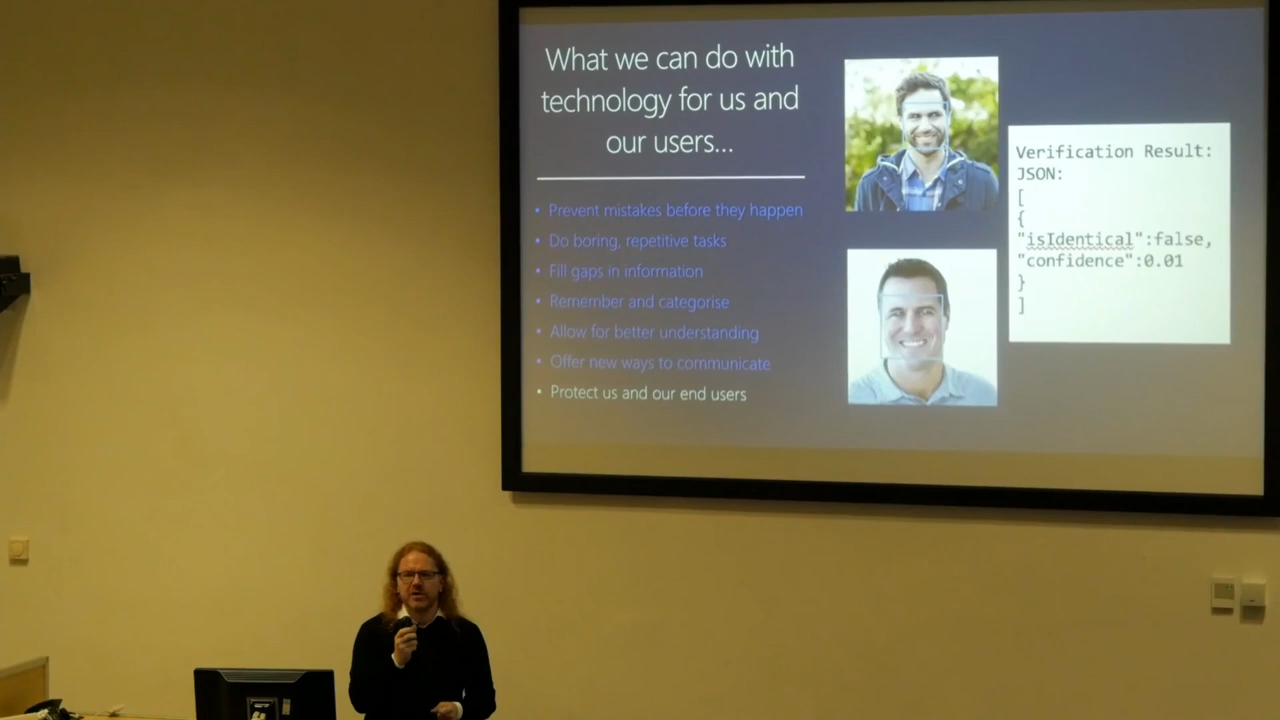 What we can do with
technology for us and
our users...
• Prevent mistakes before they happen
• Do boring, repetitive tasks
• Fill gaps in information
• Remember and categorise
• Allow for better understanding
• Offer new ways to communicate
• Protect us and our end users
Verification Result:
JSON:
[
{
"isIdentical":false,
"confidence":0.01
}
]